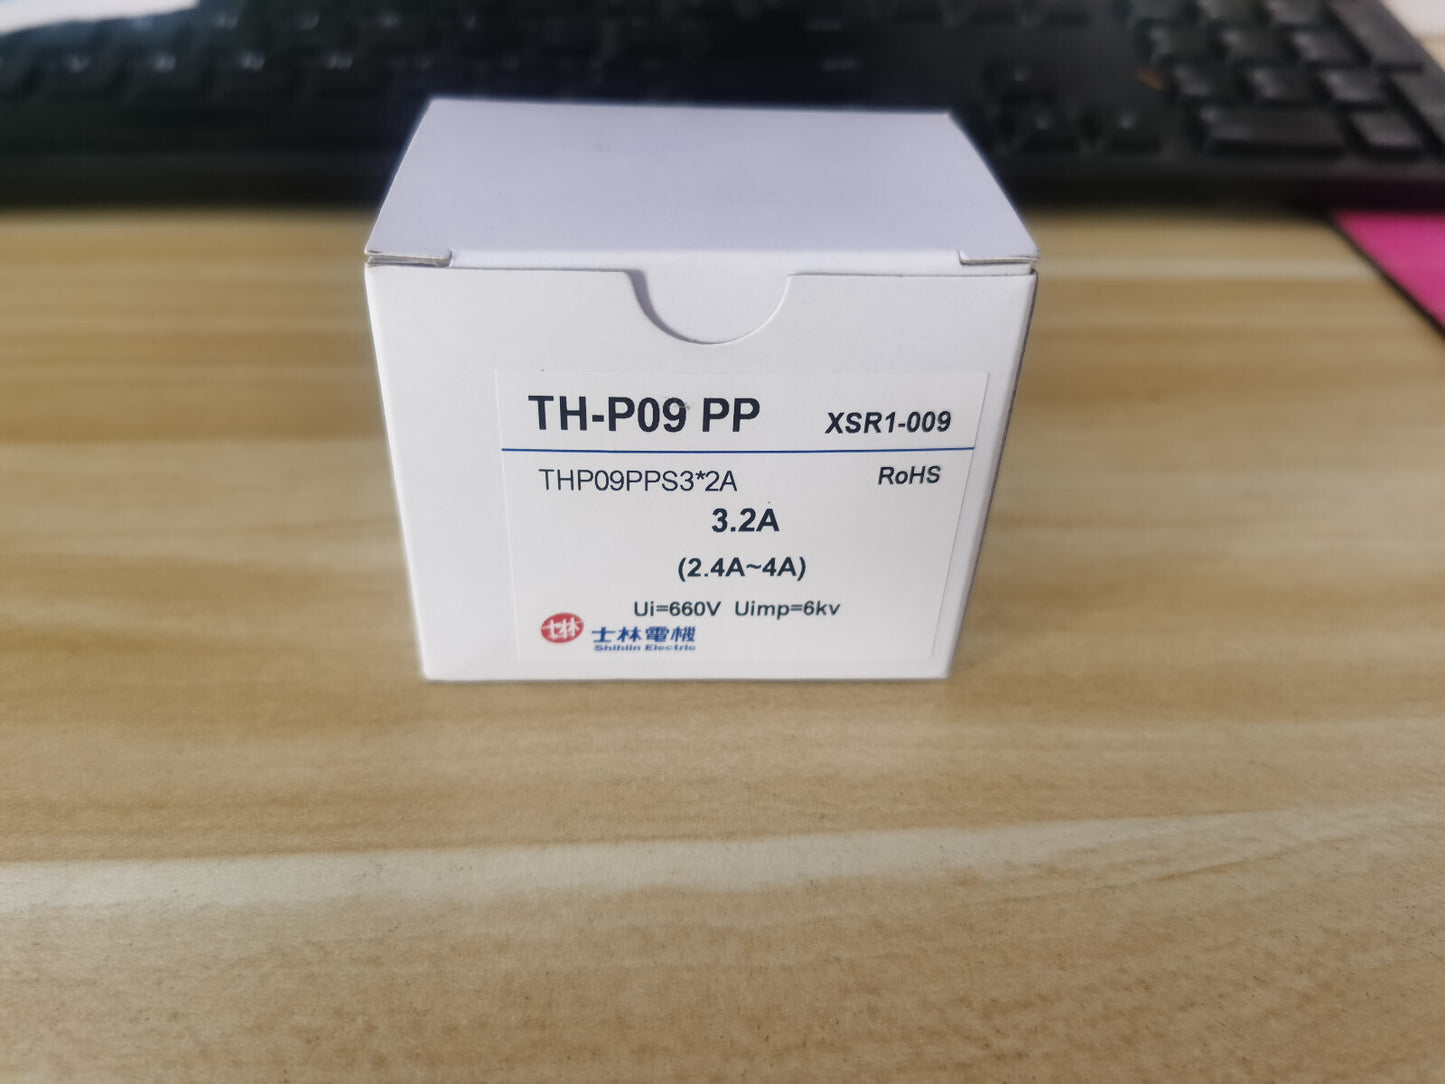 TH-P09 PP XSR1-009
THP09PPS3*2A RoHS
3.2A
(2.4A~4A)
Ui=660V Uimp=6kv
士林 士林電機
Shihlin Electric